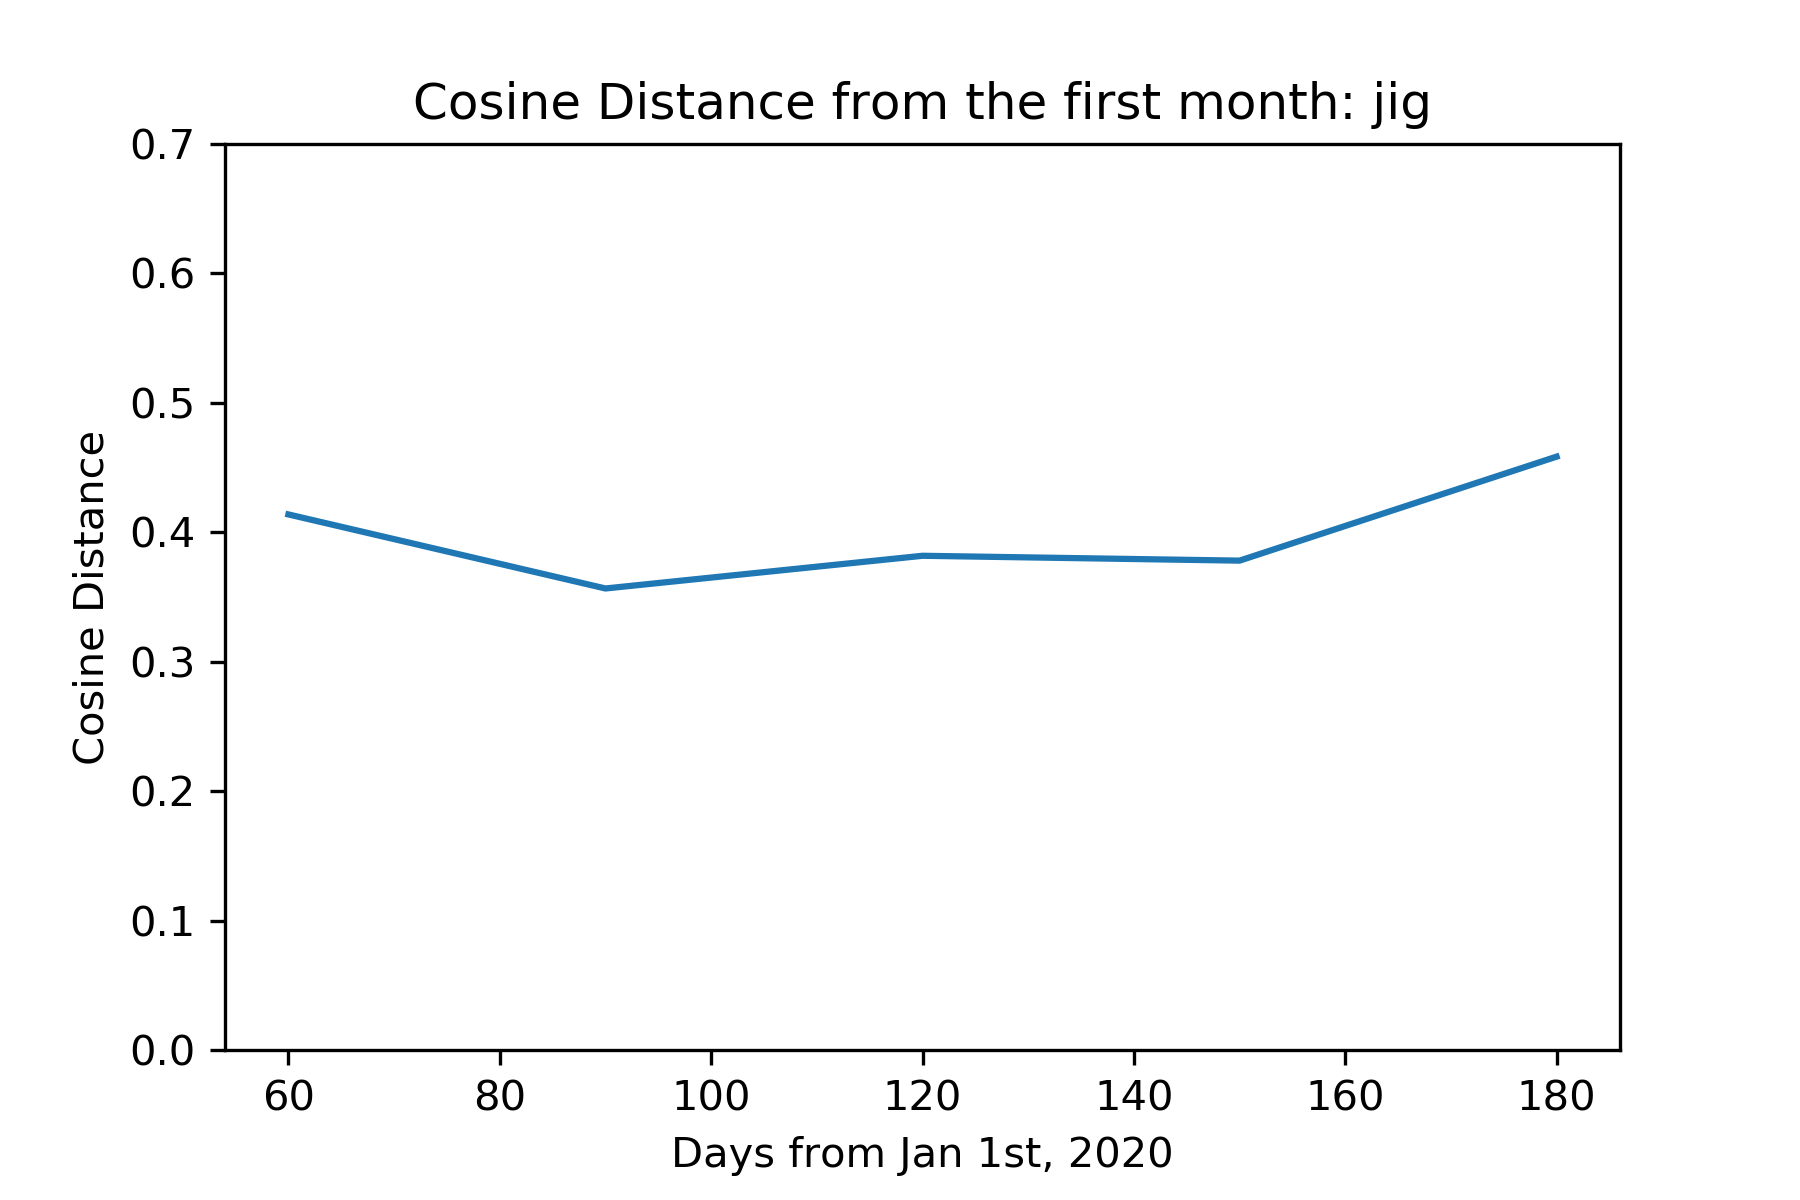 Cosine Distance from the first month: jig
0.7
0.6
0.5
0.4
0.3
0.2
0.1
0.0
Cosine Distance
60 80 100 120 140 160 180
Days from Jan 1st, 2020